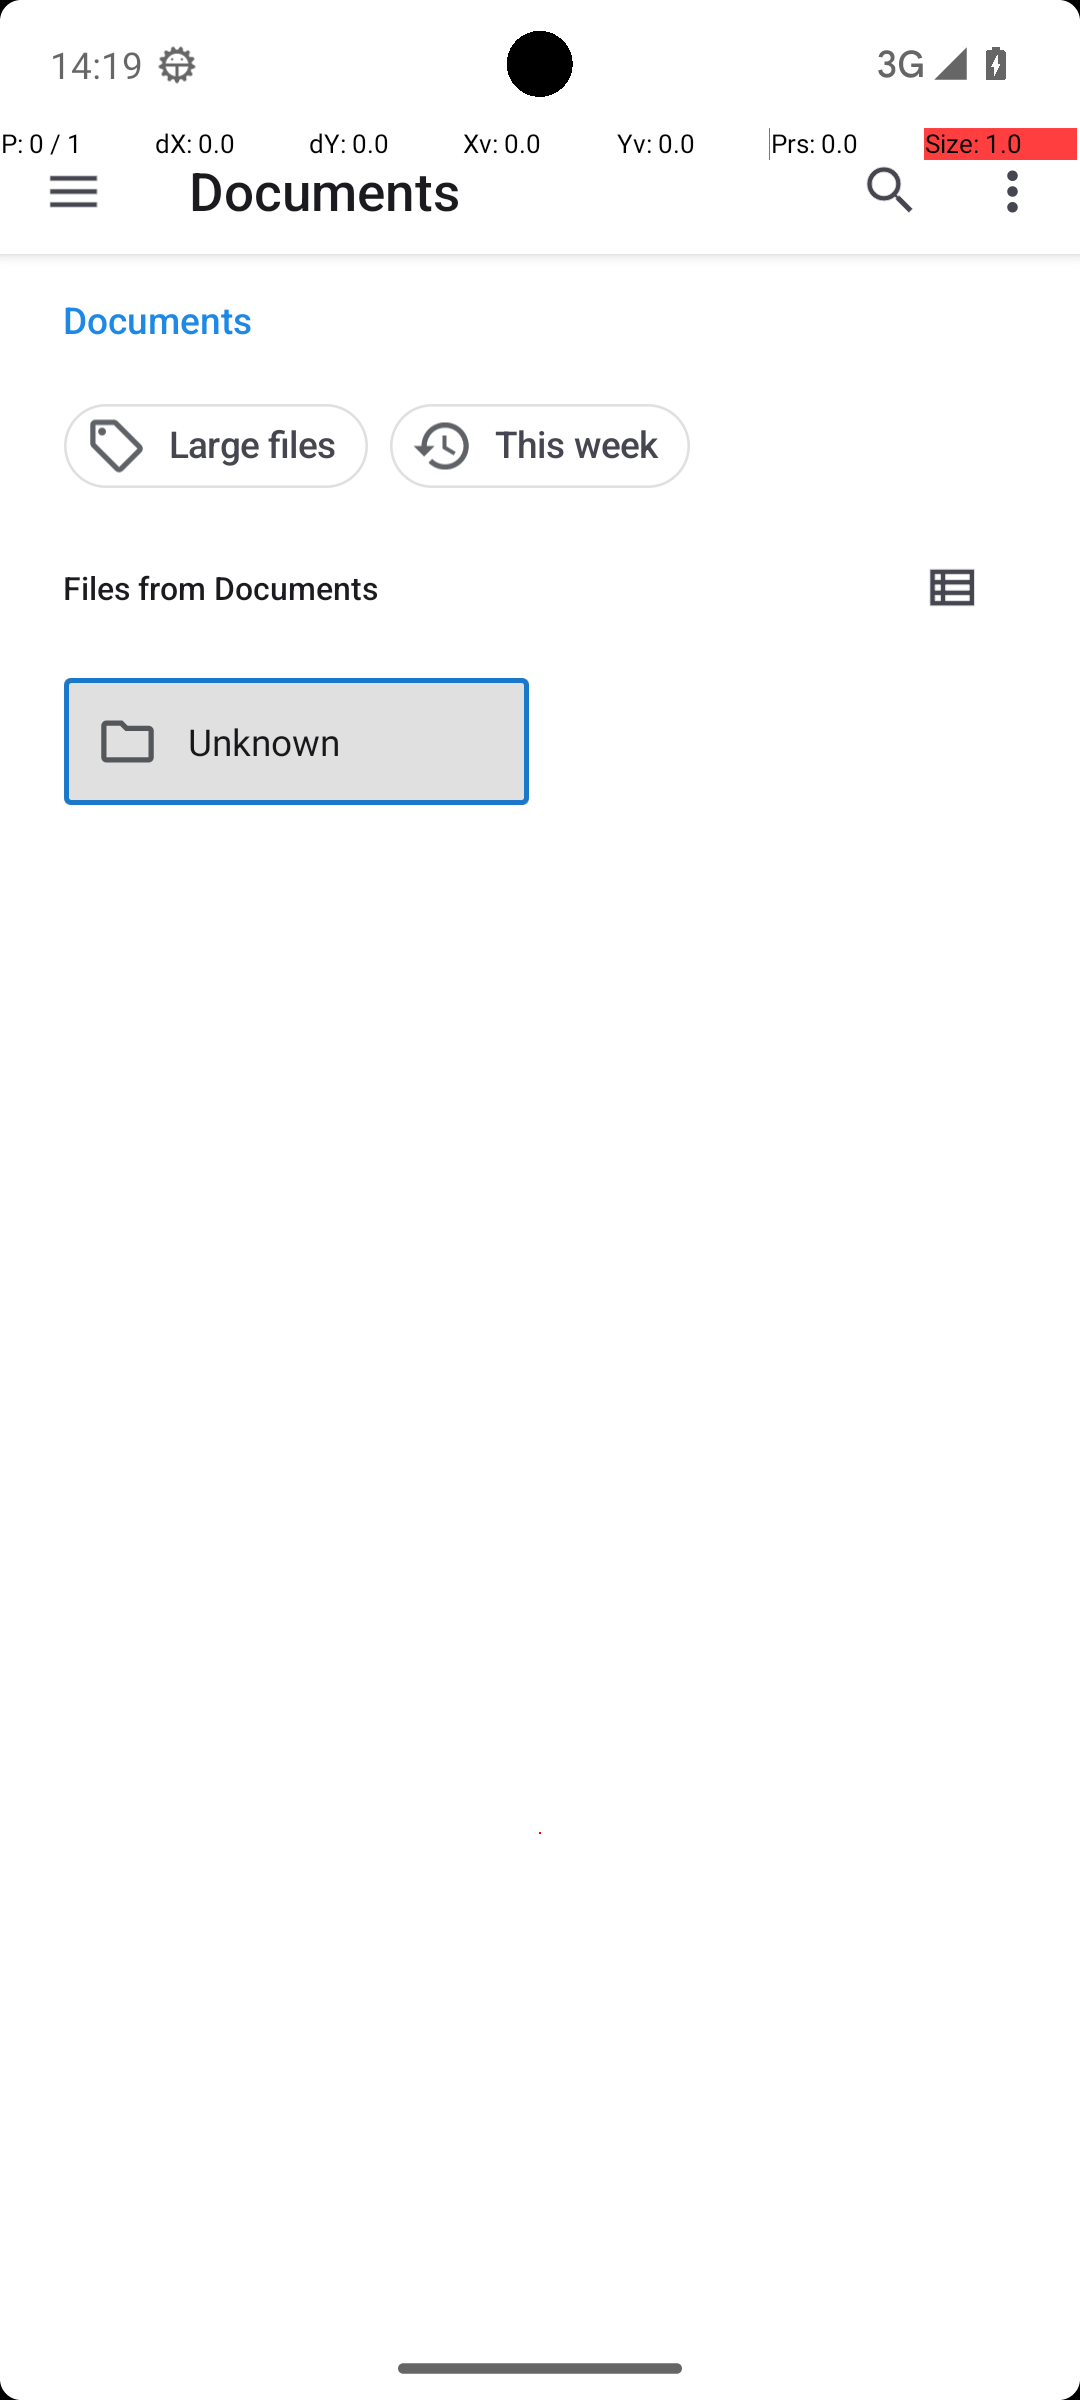 14:19
3G
P: 0 / 1
dX: 0.0
dY: 0.0
Xv: 0.0
Yv: 0.0
Prs: 0.0
Size: 1.0
Documents
Documents
Large files
This week
Files from Documents
Unknown